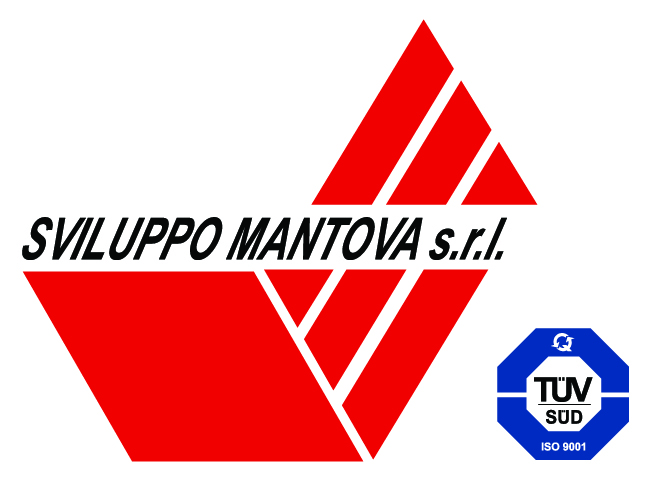 SVILUPPO MANTOVA s.r.l.
TÜV
SÜD
ISO 9001